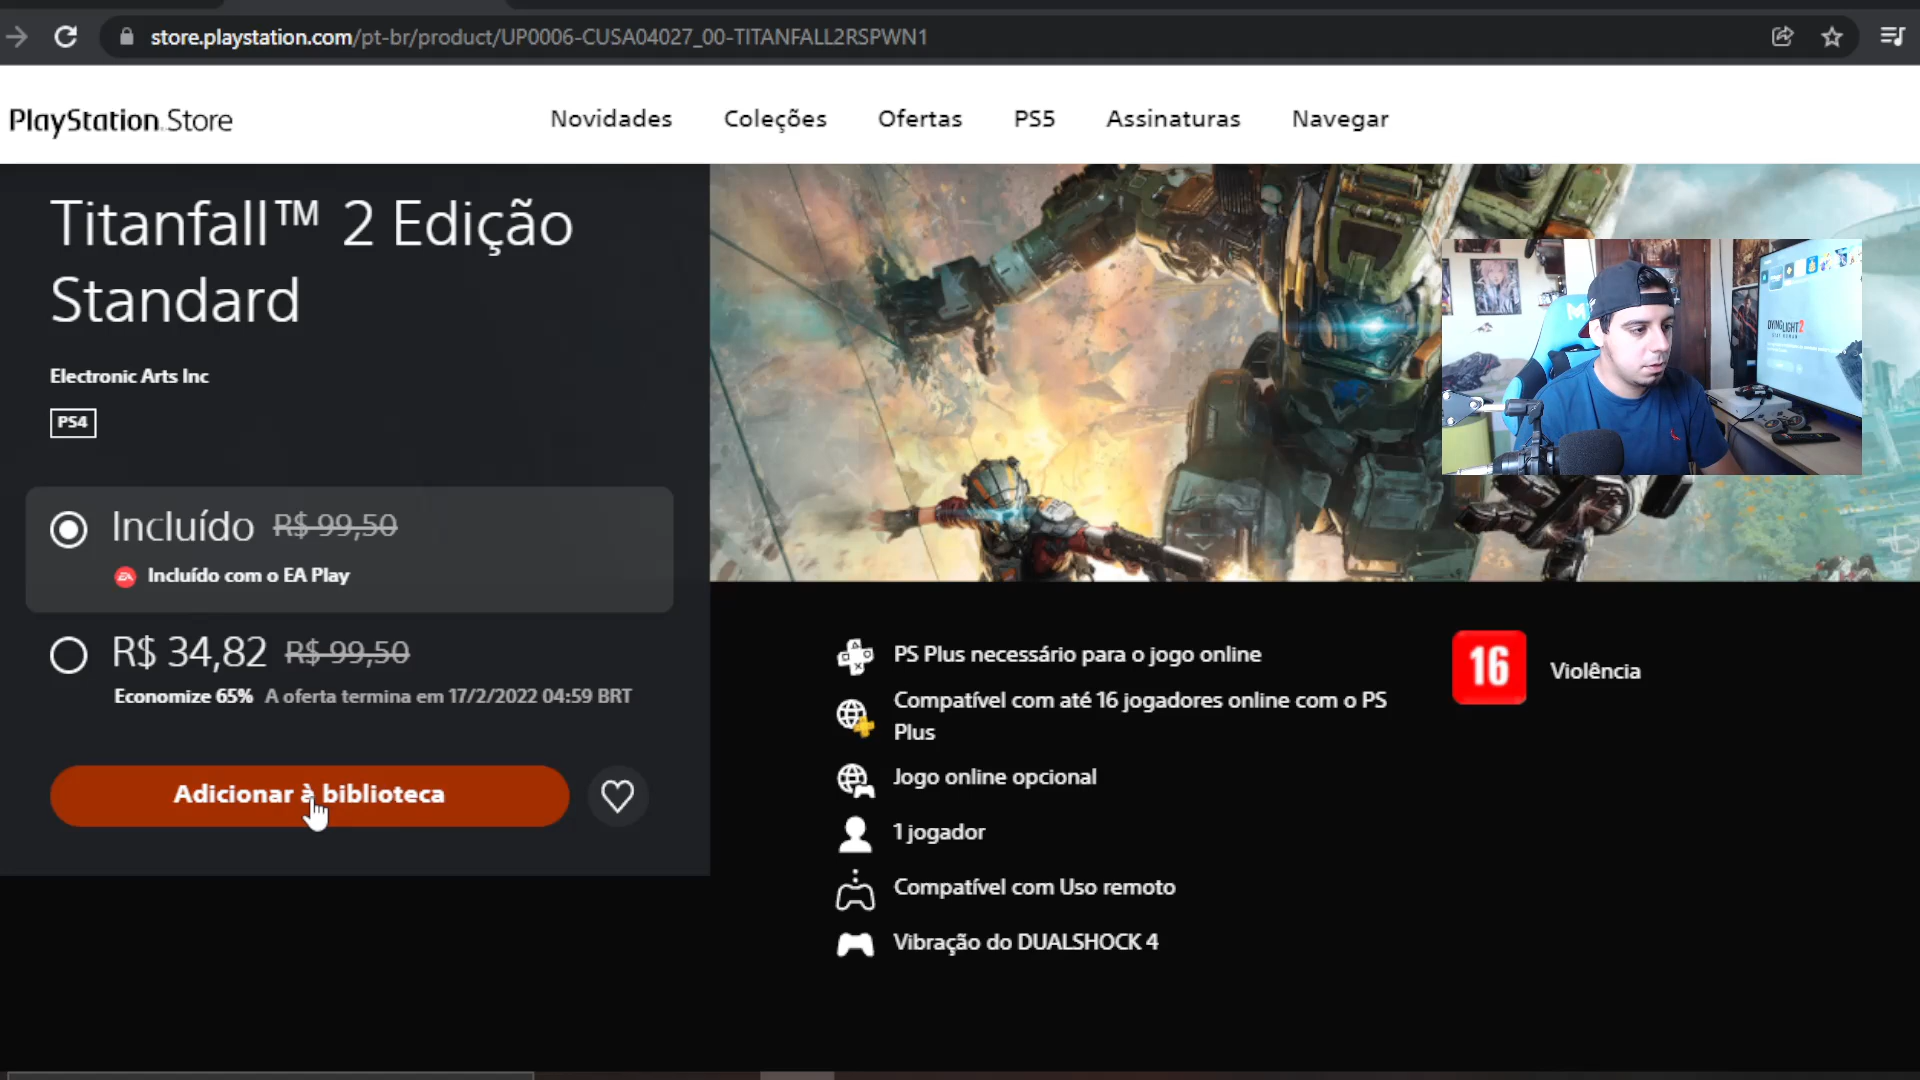 store.playstation.com/pt-br/product/UP0006-CUSA04027_00-TITANFALL2RSPWN1
PlayStation Store
Novidades
Coleções
Ofertas
PS5
Assinaturas
Navegar
Titanfall™ 2 Edição
Standard
Electronic Arts Inc
PS4
Incluído R$ 99,50
EA Incluído com o EA Play
R$ 34,82 R$ 99,50
Economize 65% A oferta termina em 17/2/2022 04:59 BRT
Adicionar à biblioteca
PS Plus necessário para o jogo online
Compatível com até 16 jogadores online com o PS
Plus
Jogo online opcional
1 jogador
Compatível com Uso remoto
Vibração do DUALSHOCK 4
16
Violência
DYING LIGHT 2